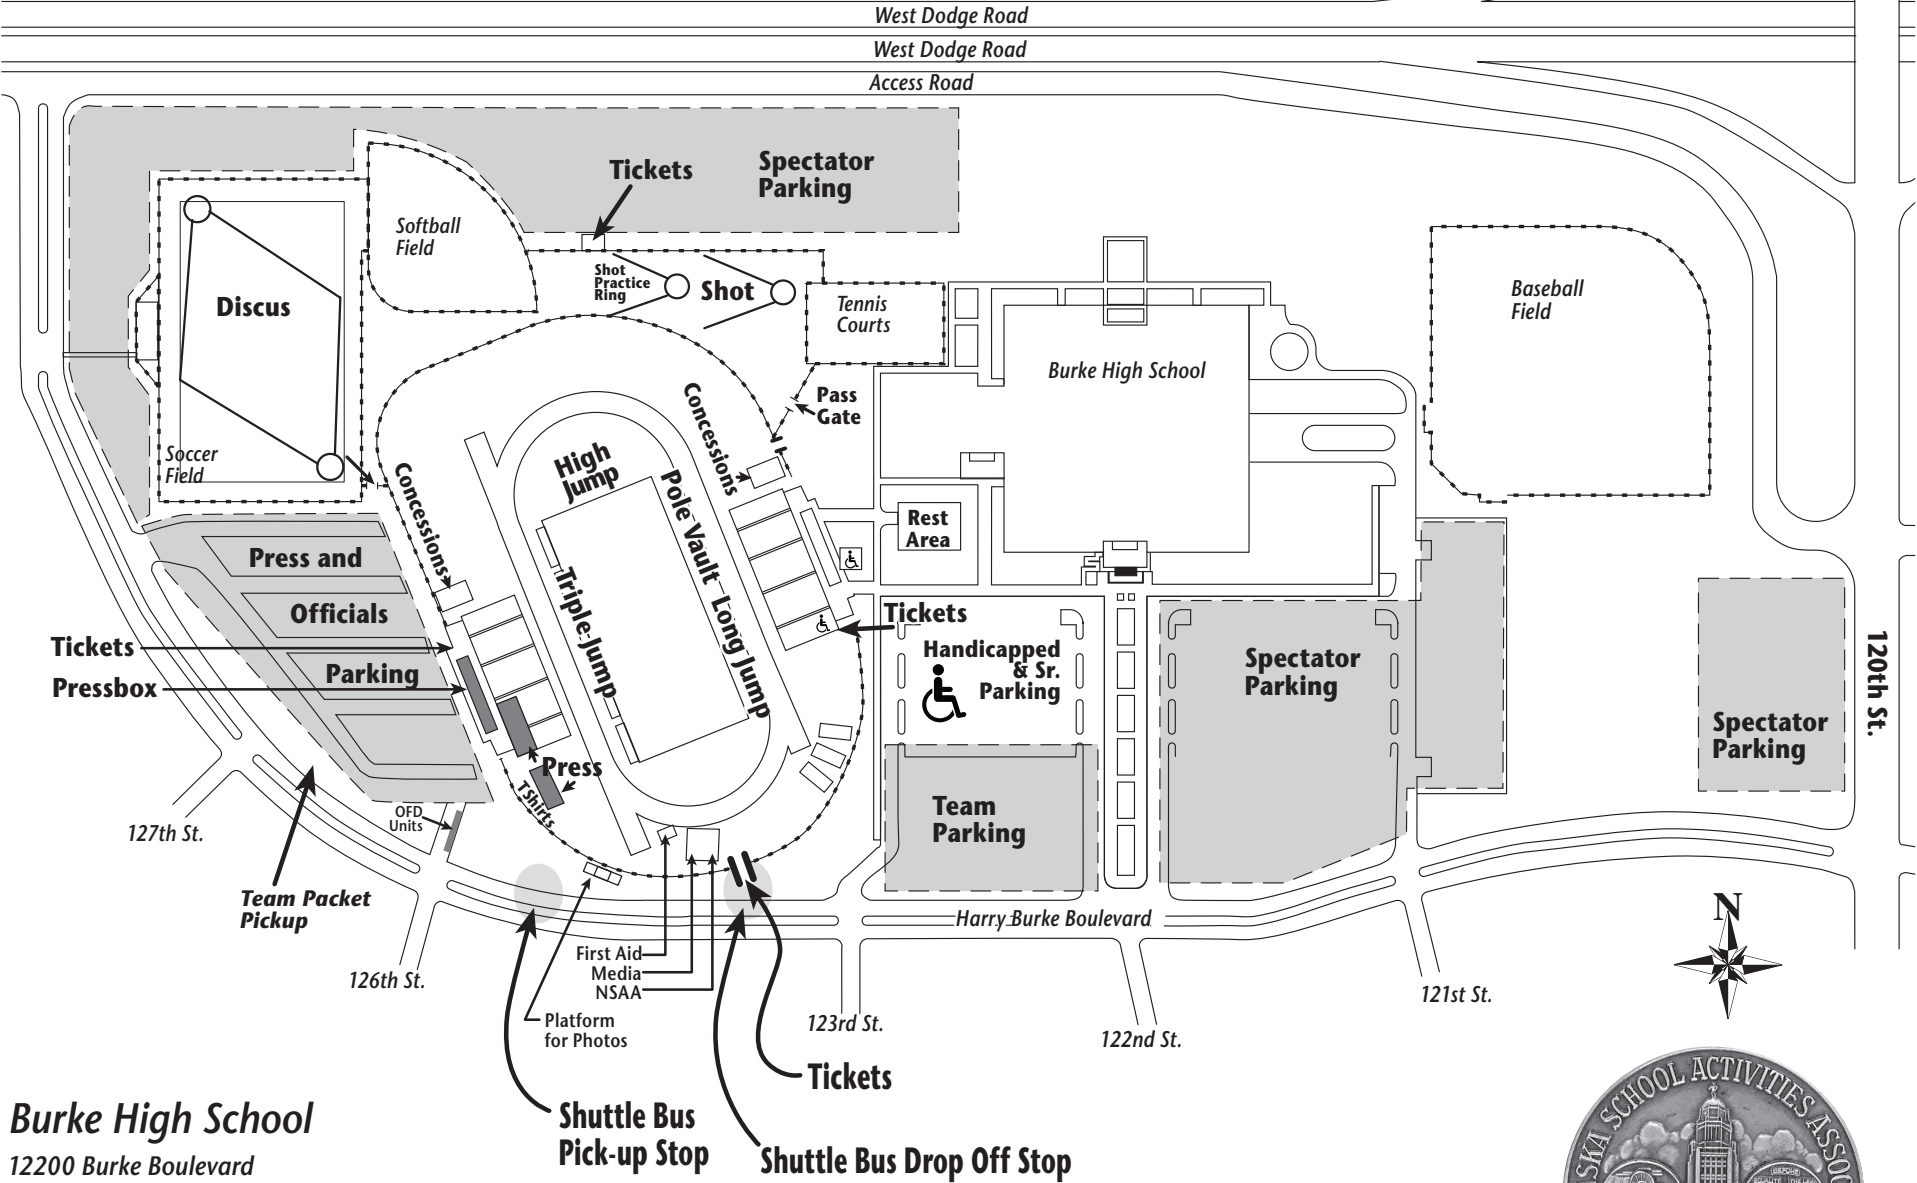 West Dodge Road
West Dodge Road
Access Road
Tickets
Spectator
Parking
Softball
Field
Discus
Shot
Practice
Ring
Shot
Tennis
Courts
Baseball
Field
Burke High School
Pass
Gate
Concessions
Soccer
Field
Concessions
High
Jump
Pole Vault
Long Jump
Triple Jump
Rest
Area
Press and
Officials
Parking
Tickets
Pressbox
Tickets
Handicapped
& Sr.
Parking
Spectator
Parking
Spectator
Parking
120th St.
Press
TShirts
OFD
Units
Team
Parking
127th St.
Team Packet
Pickup
126th St.
Harry Burke Boulevard
First Aid
Media
NSAA
Platform
for Photos
123rd St.
122nd St.
121st St.
N
Tickets
Shuttle Bus
Pick-up Stop
Shuttle Bus Drop Off Stop
Burke High School
12200 Burke Boulevard
SKA SCHOOL ACTIVITIES ASSOC